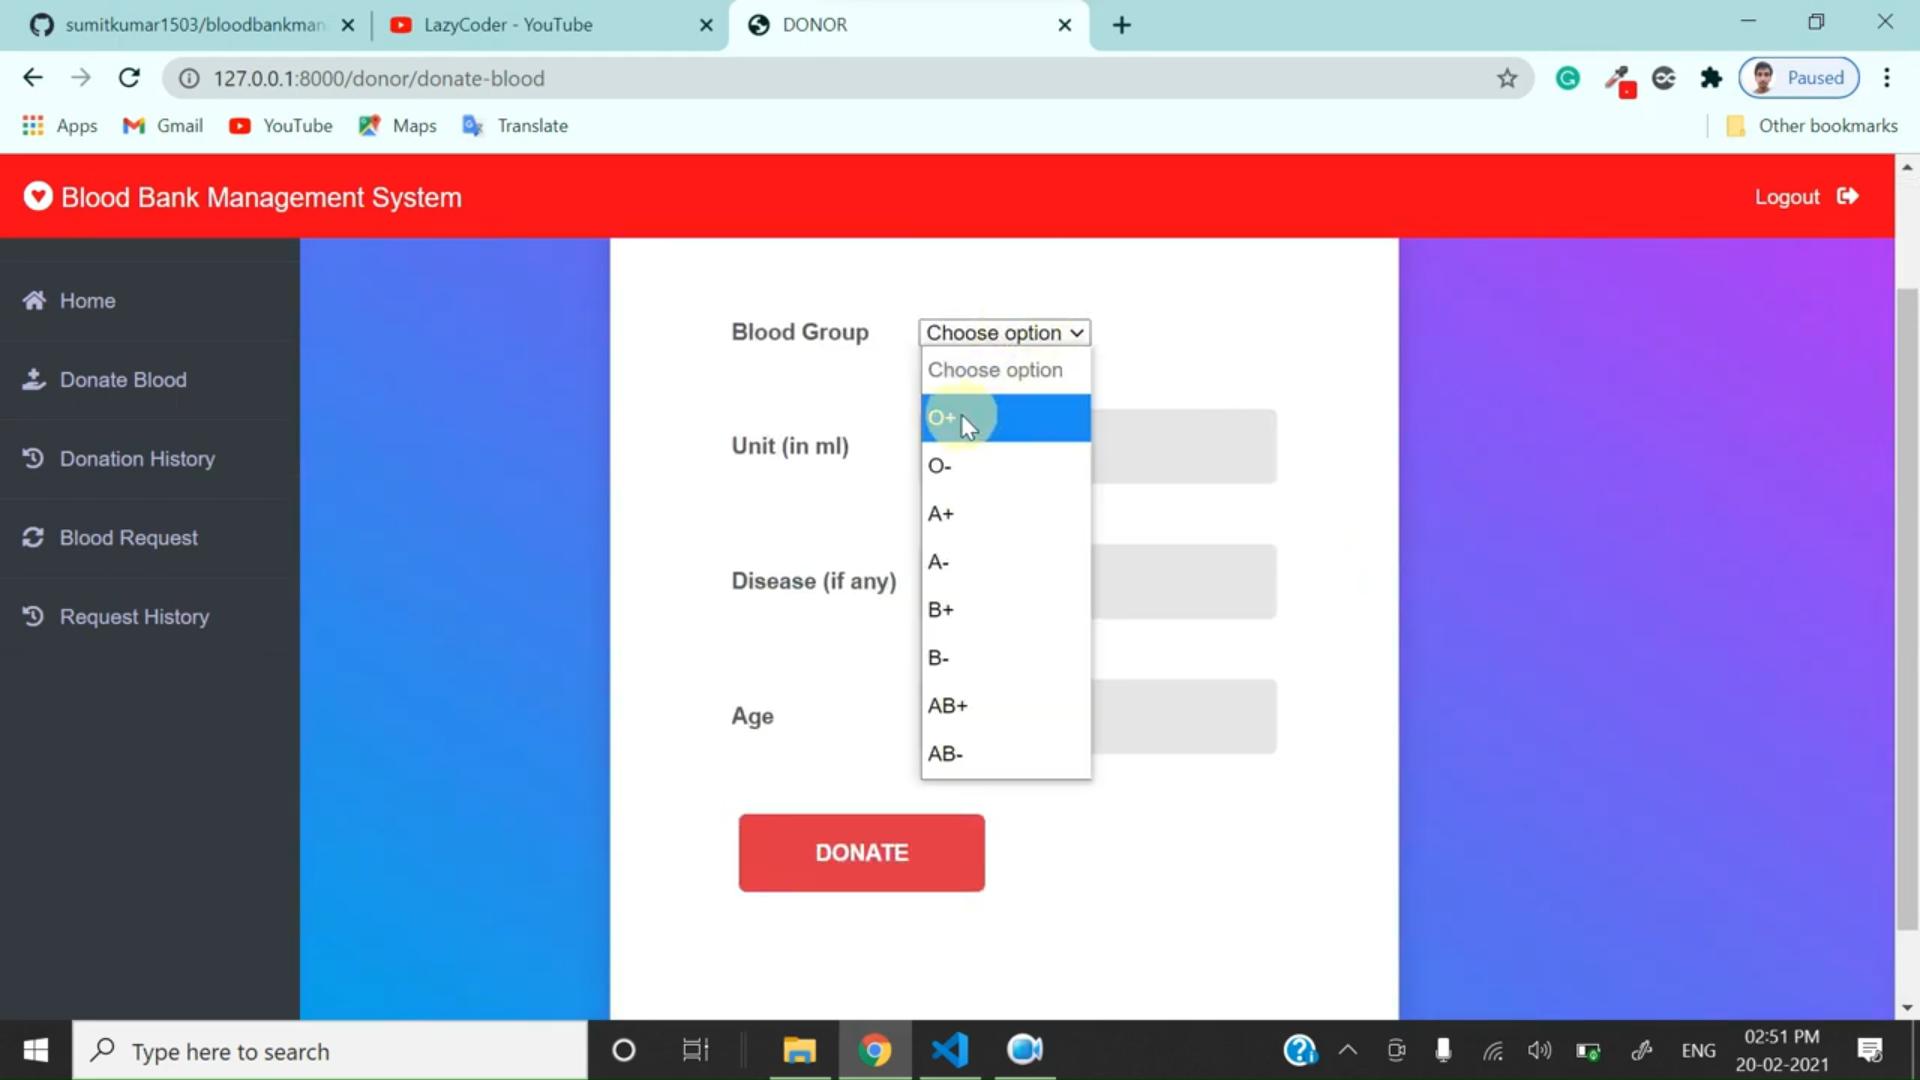 sumitkumar1503/bloodbankman
LazyCoder - YouTube
DONOR
127.0.0.1:8000/donor/donate-blood
Paused
Apps
Gmail
YouTube
Maps
Translate
Other bookmarks
Blood Bank Management System
Logout
Home
Donate Blood
Donation History
Blood Request
Request History
Blood Group
Choose option
Choose option
O+
O-
A+
A-
B+
B-
AB+
AB-
Unit (in ml)
Disease (if any)
Age
DONATE
Type here to search
ENG
02:51 PM
20-02-2021